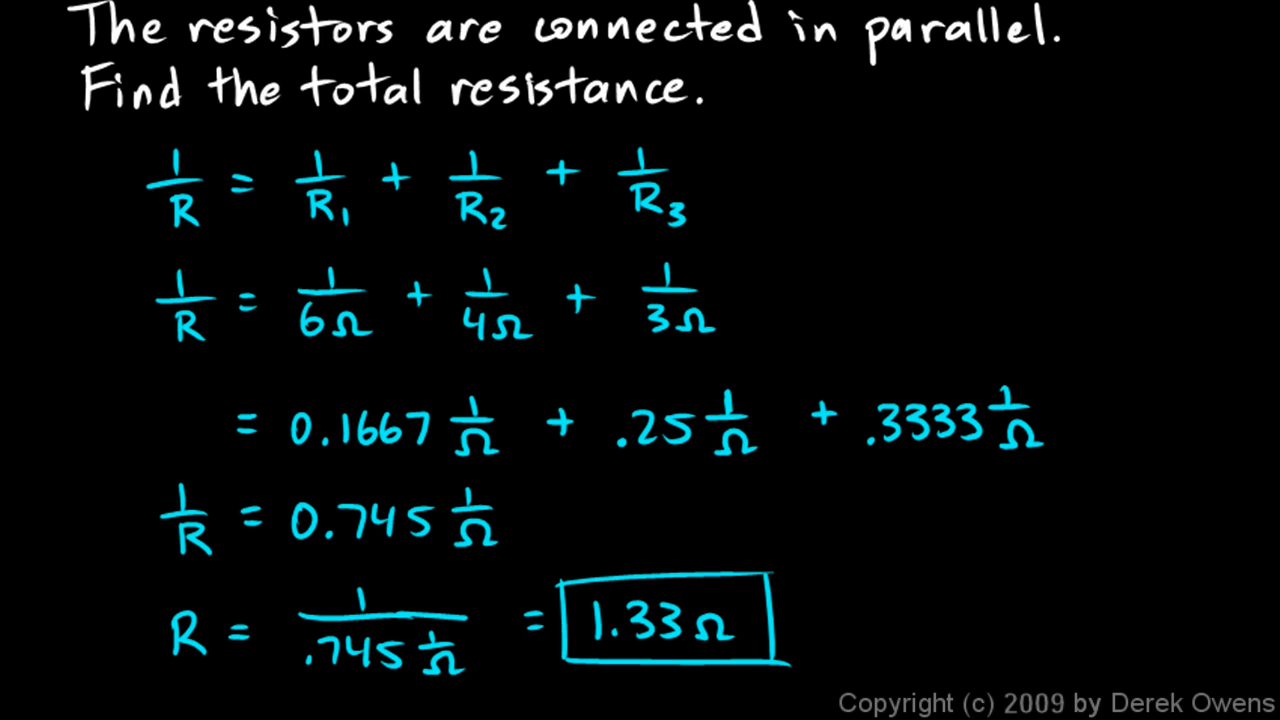 The resistors are connected in parallel.
Find the total resistance.
1/R = 1/R₁ + 1/R₂ + 1/R₃
1/R = 1/6Ω + 1/4Ω + 1/3Ω
= 0.1667 1/Ω + .25 1/Ω + .3333 1/Ω
1/R = 0.745 1/Ω
R = 1/.745 1/Ω = 1.33Ω
Copyright (c) 2009 by Derek Owens